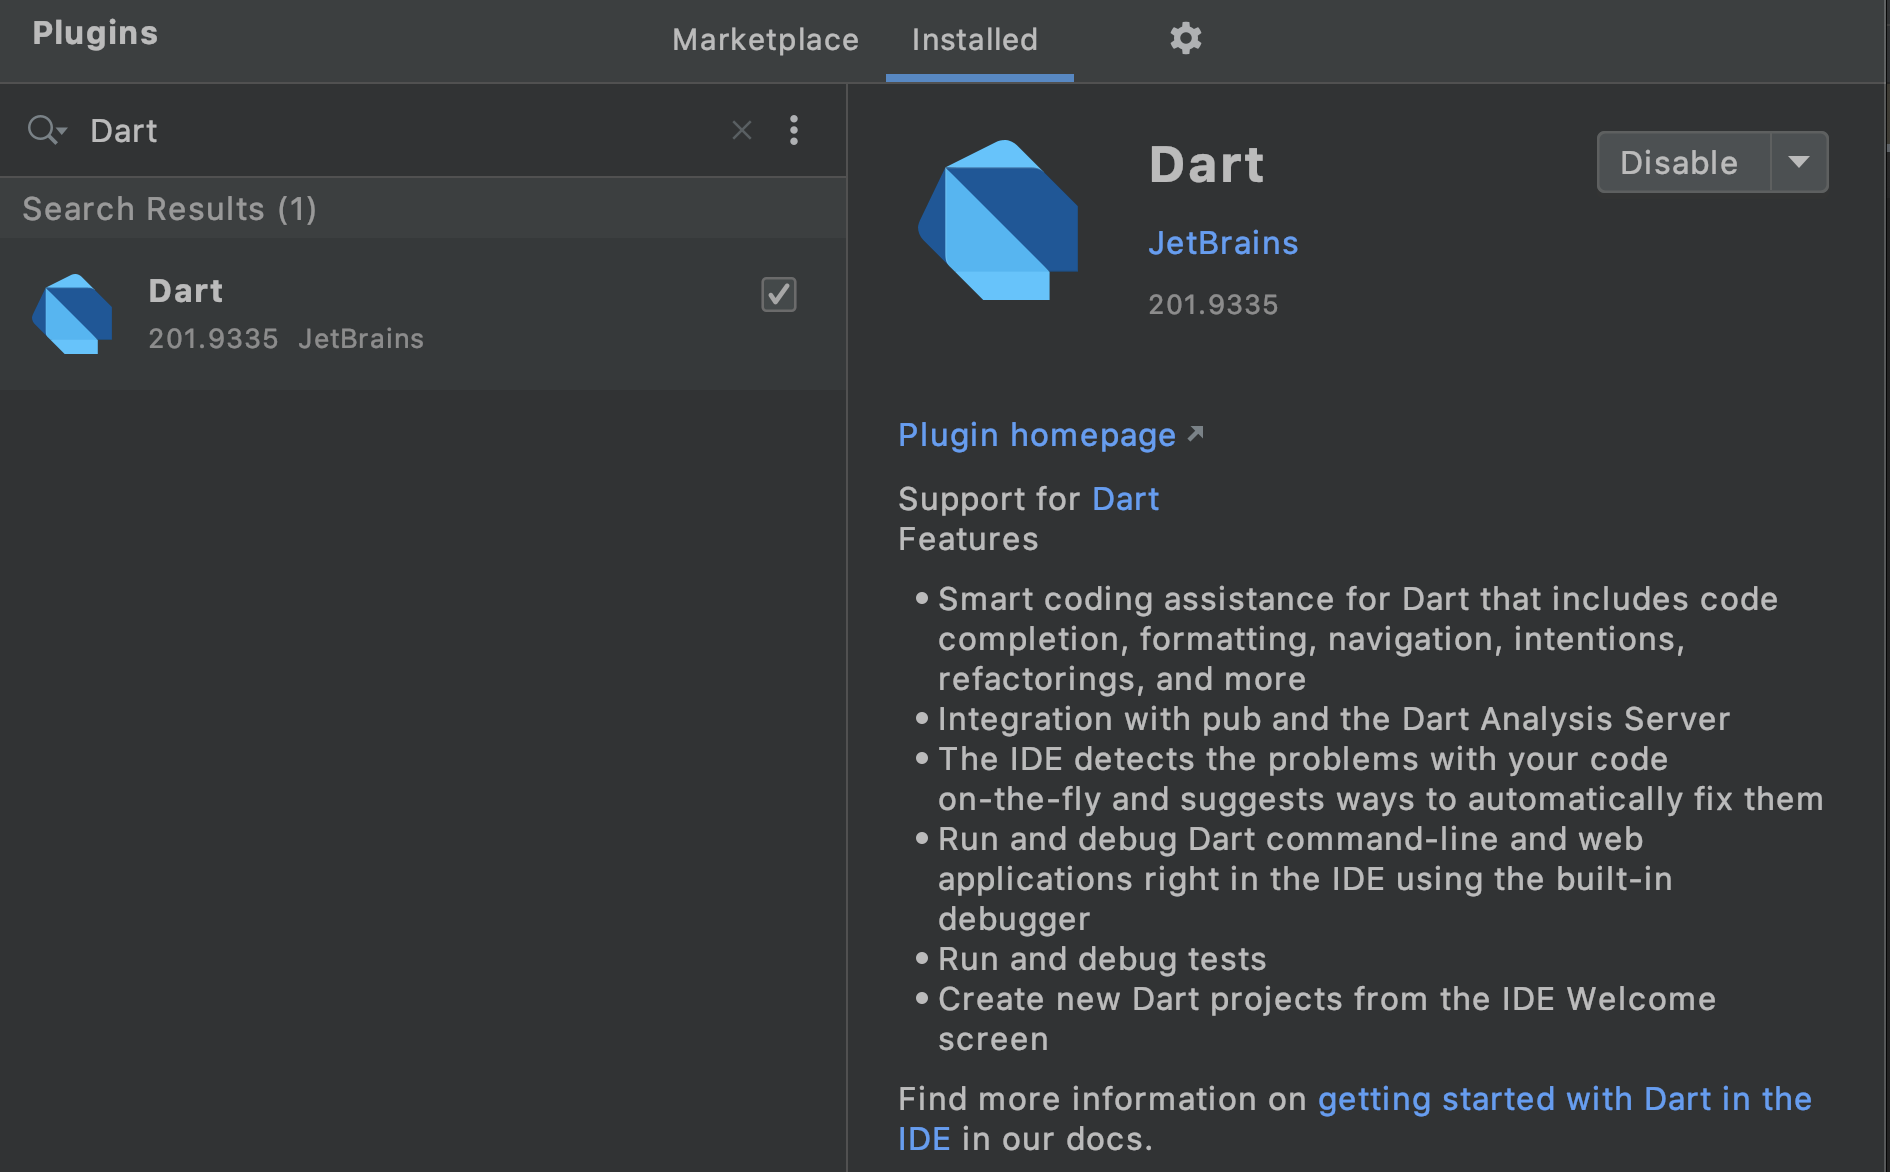 Plugins
Marketplace
Installed
Dart
Search Results (1)
Dart
201.9335 JetBrains
Dart
Disable
JetBrains
201.9335
Plugin homepage
Support for Dart
Features
Smart coding assistance for Dart that includes code
completion, formatting, navigation, intentions,
refactorings, and more
Integration with pub and the Dart Analysis Server
The IDE detects the problems with your code
on-the-fly and suggests ways to automatically fix them
Run and debug Dart command-line and web
applications right in the IDE using the built-in
debugger
Run and debug tests
Create new Dart projects from the IDE Welcome
screen
Find more information on getting started with Dart in the
IDE in our docs.